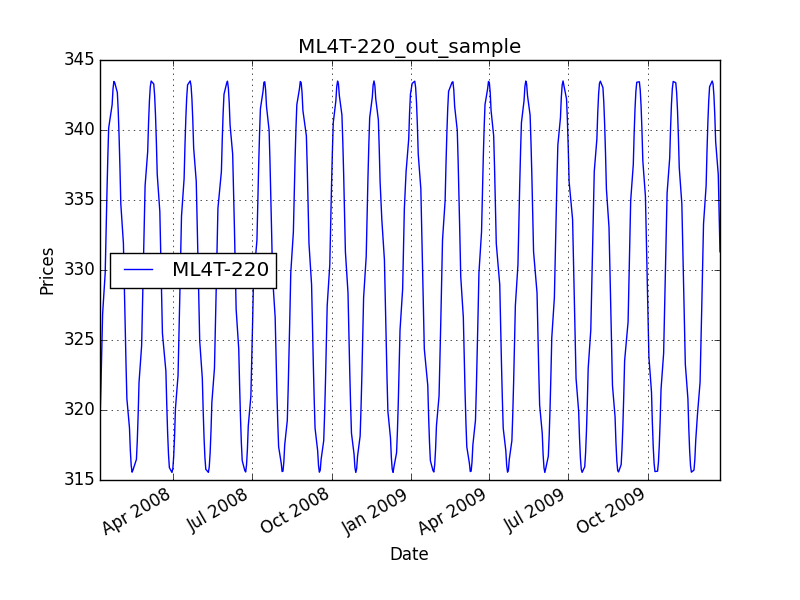 ML4T-220_out_sample
345
340
335
330
325
320
315
Prices
ML4T-220
Apr 2008
Jul 2008
Oct 2008
Jan 2009
Apr 2009
Jul 2009
Oct 2009
Date